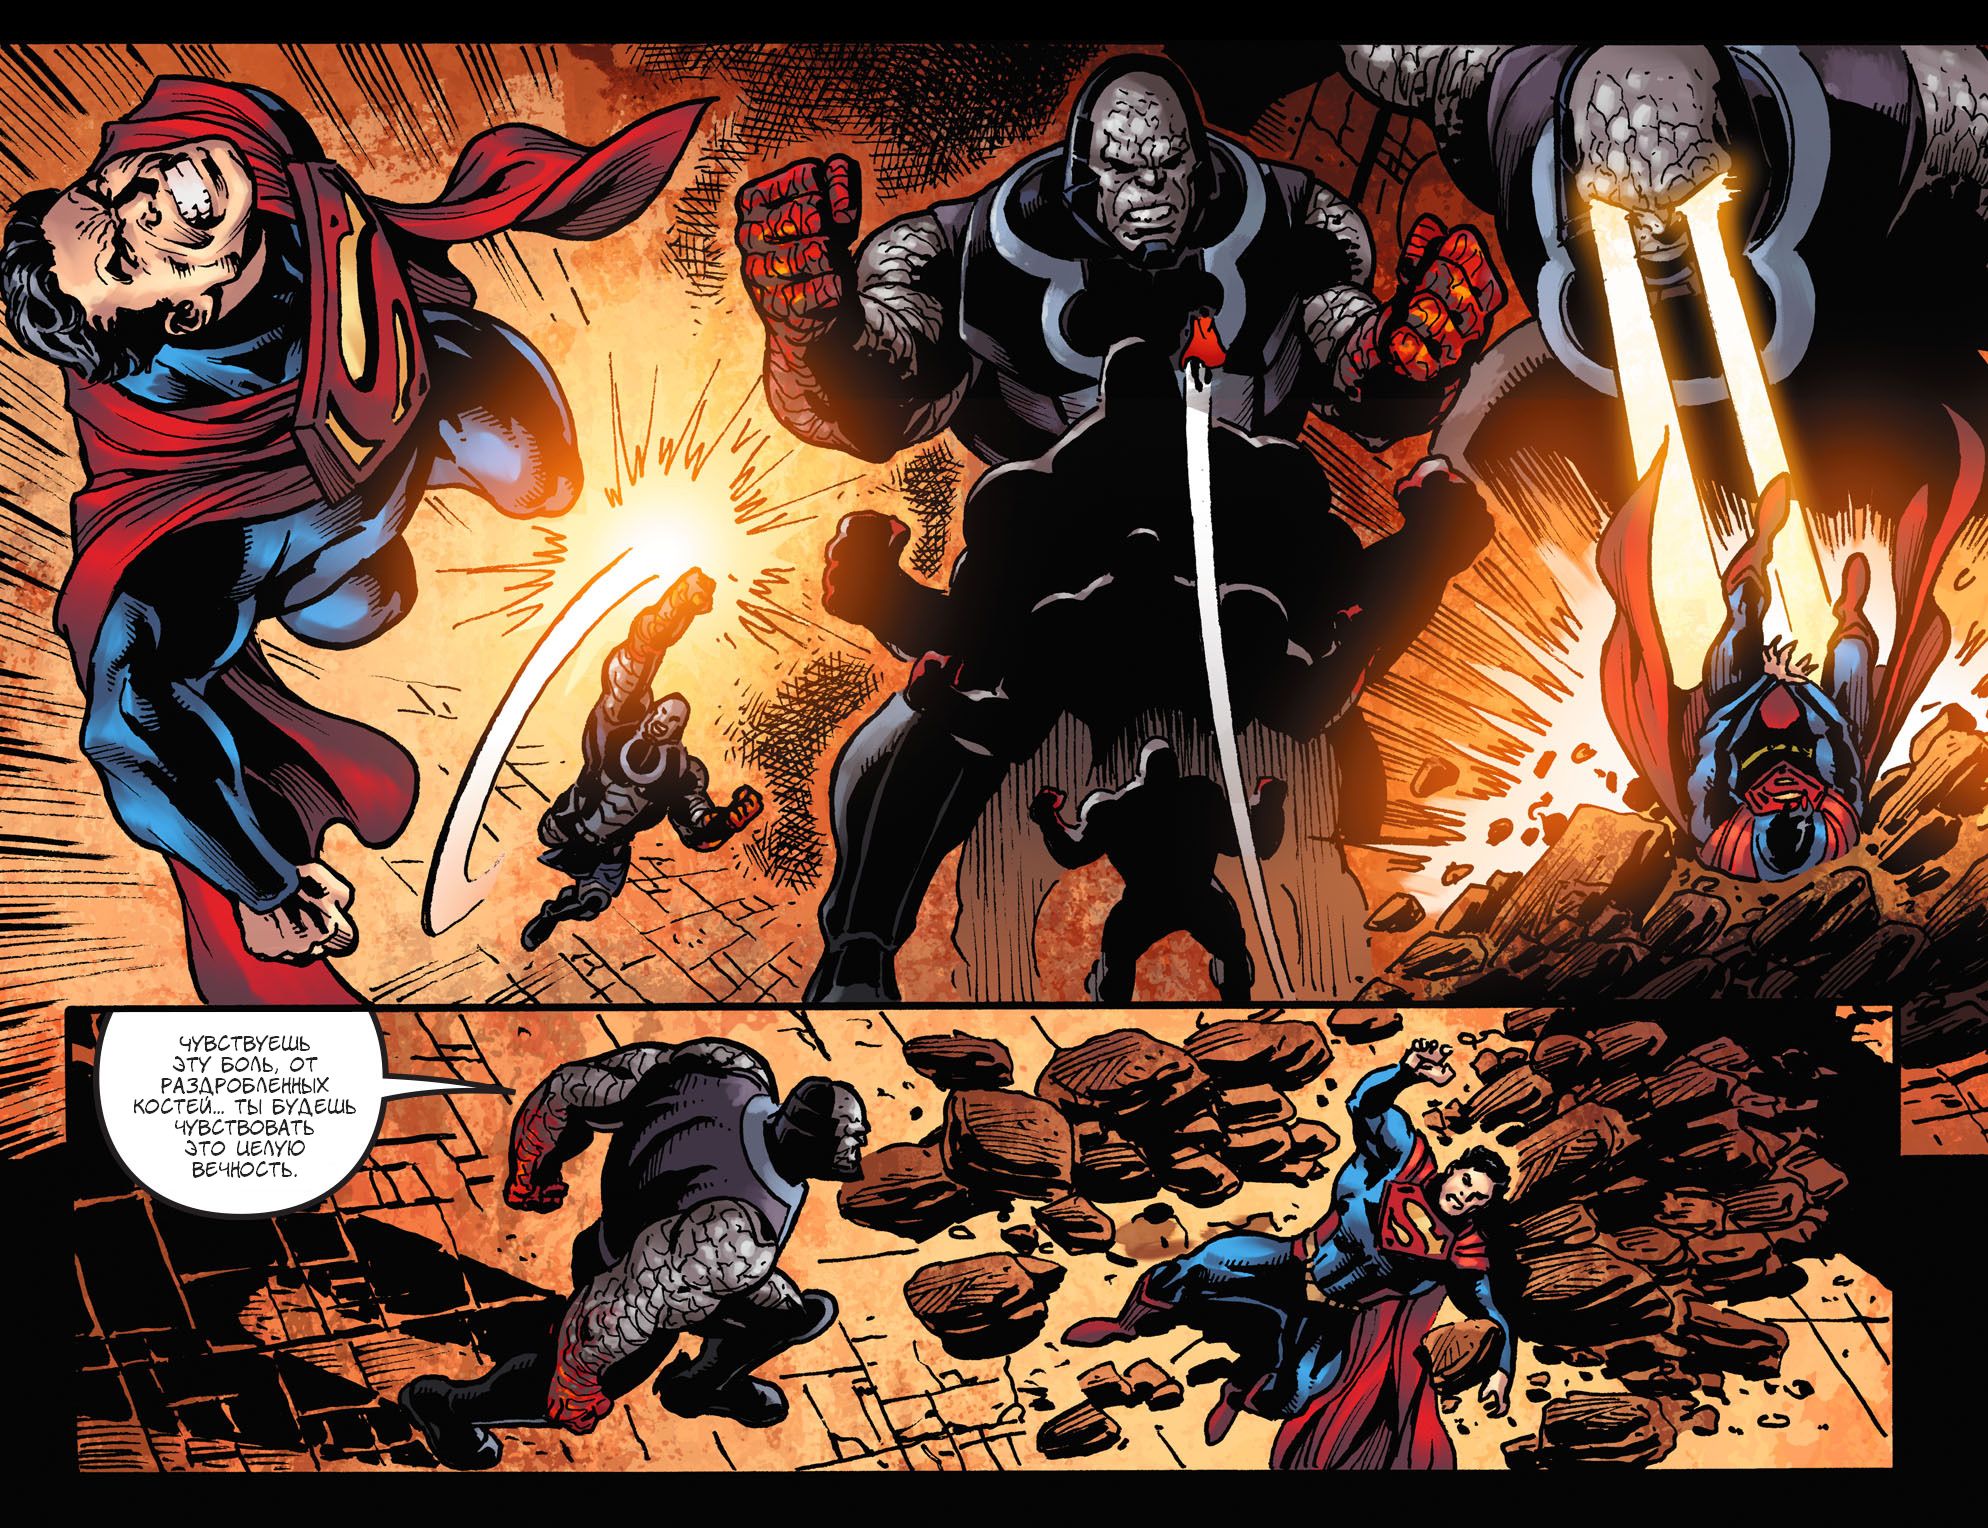 ЧУВСТВУЕШЬ
ЭТУ БОЛЬ, ОТ
РАЗДРОБЛЕННЫХ
КОСТЕЙ... ТЫ БУДЕШЬ
ЧУВСТВОВАТЬ
ЭТО ЦЕЛУЮ
ВЕЧНОСТЬ.